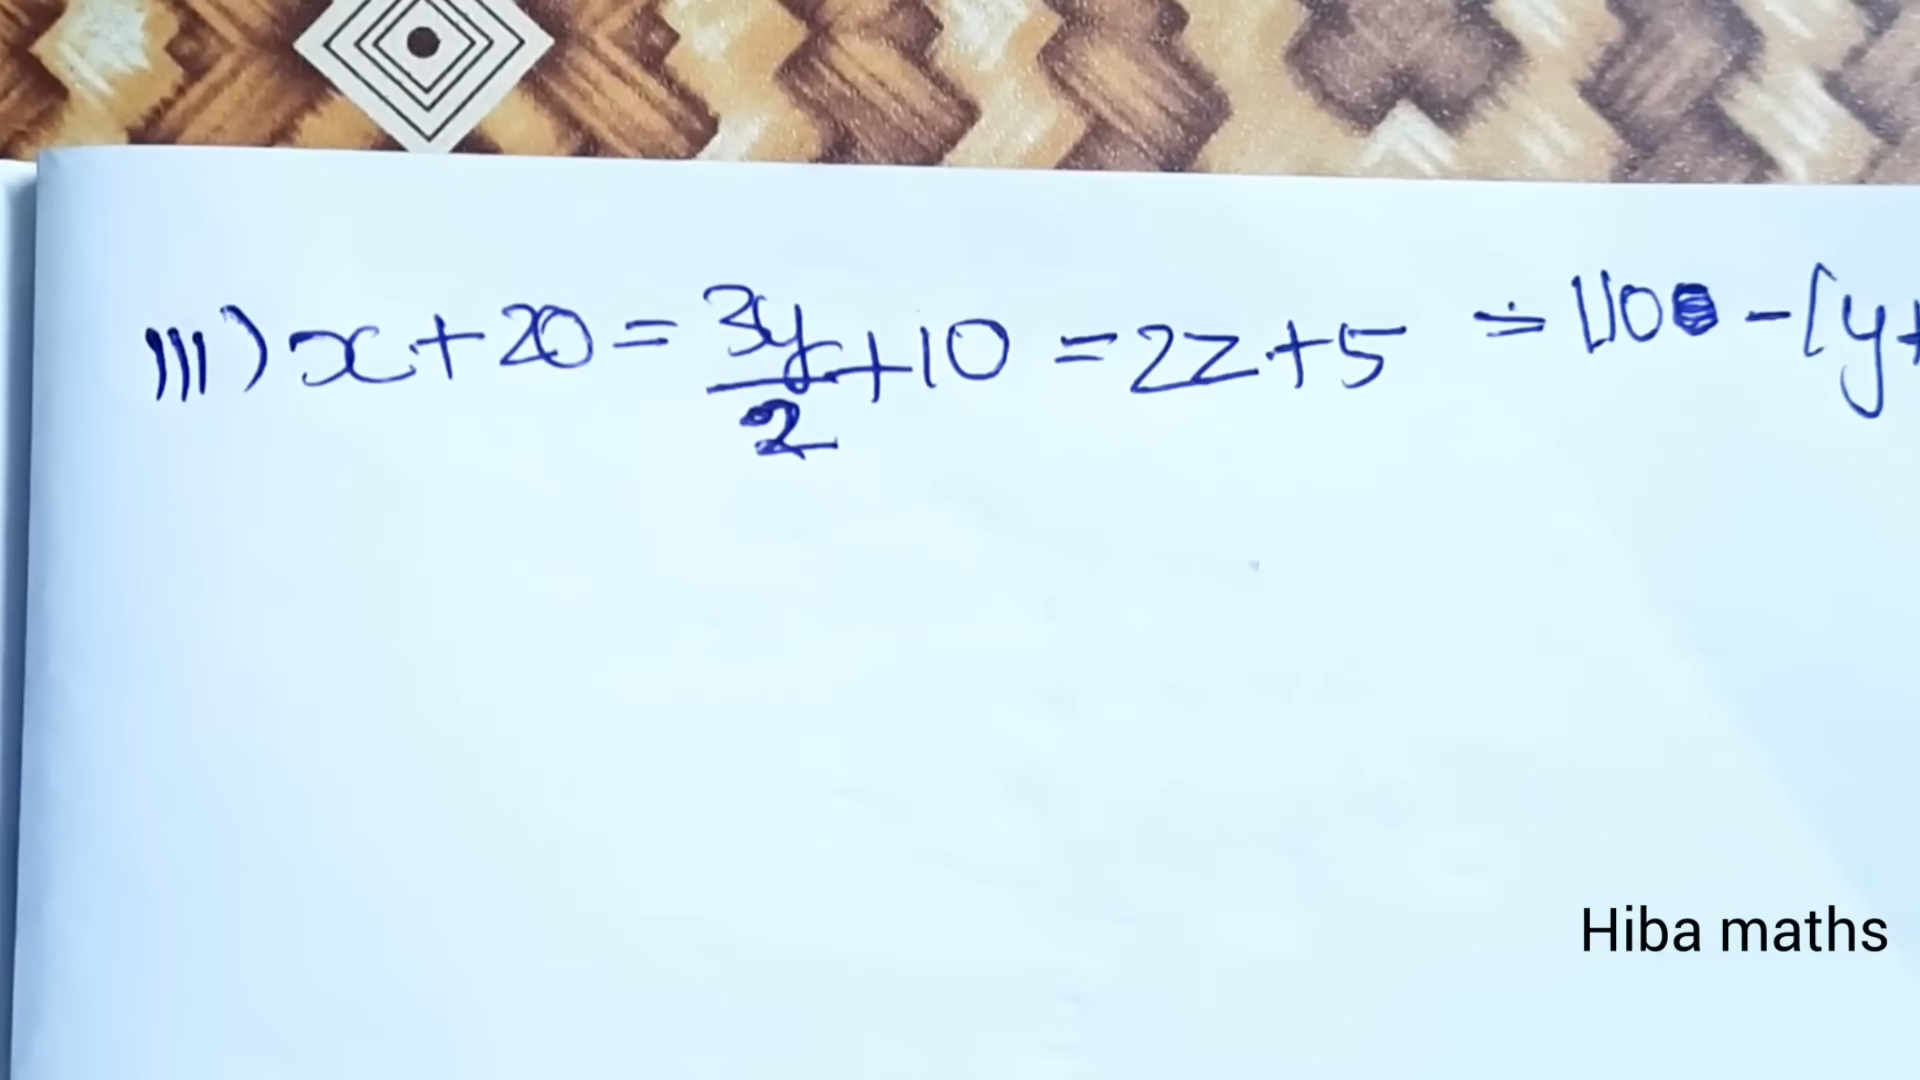 III) x + 20 = 3y/2 + 10 = 2z + 5 = 110 - (y +
Hiba maths